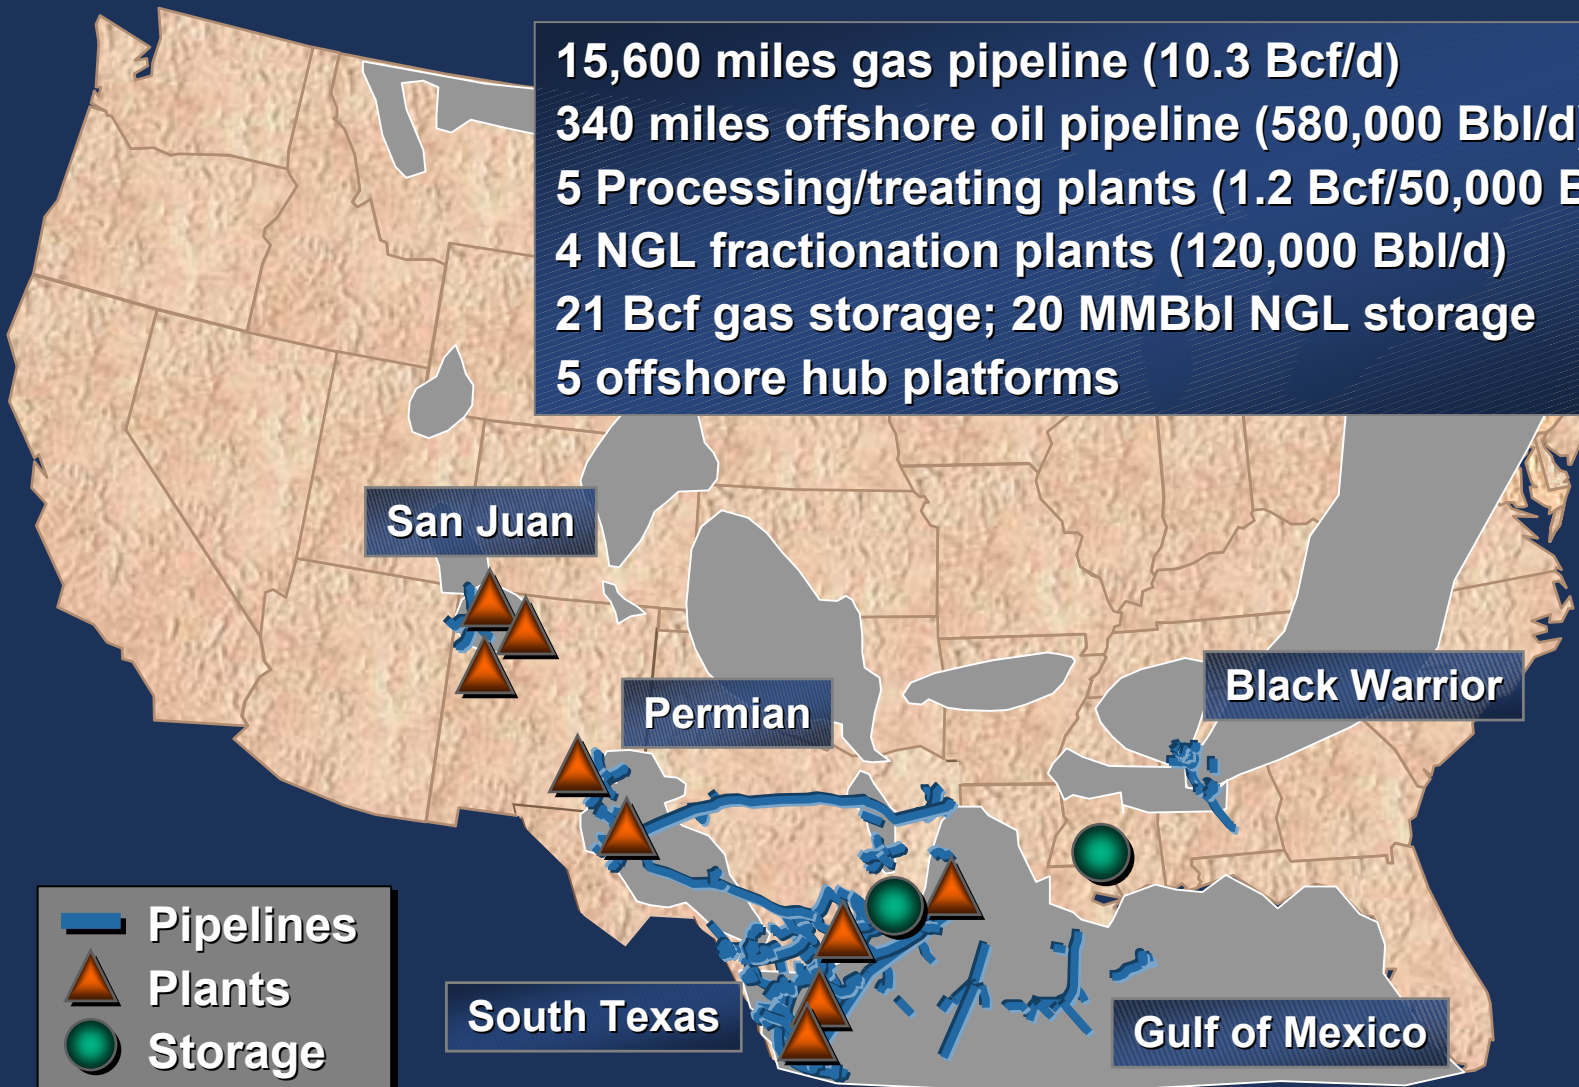 15,600 miles gas pipeline (10.3 Bcf/d)
340 miles offshore oil pipeline (580,000 Bbl/d)
5 Processing/treating plants (1.2 Bcf/50,000
4 NGL fractionation plants (120,000 Bbl/d)
21 Bcf gas storage; 20 MMBbl NGL storage
5 offshore hub platforms
San Juan
Permian
Black Warrior
South Texas
Gulf of Mexico
Pipelines
Plants
Storage